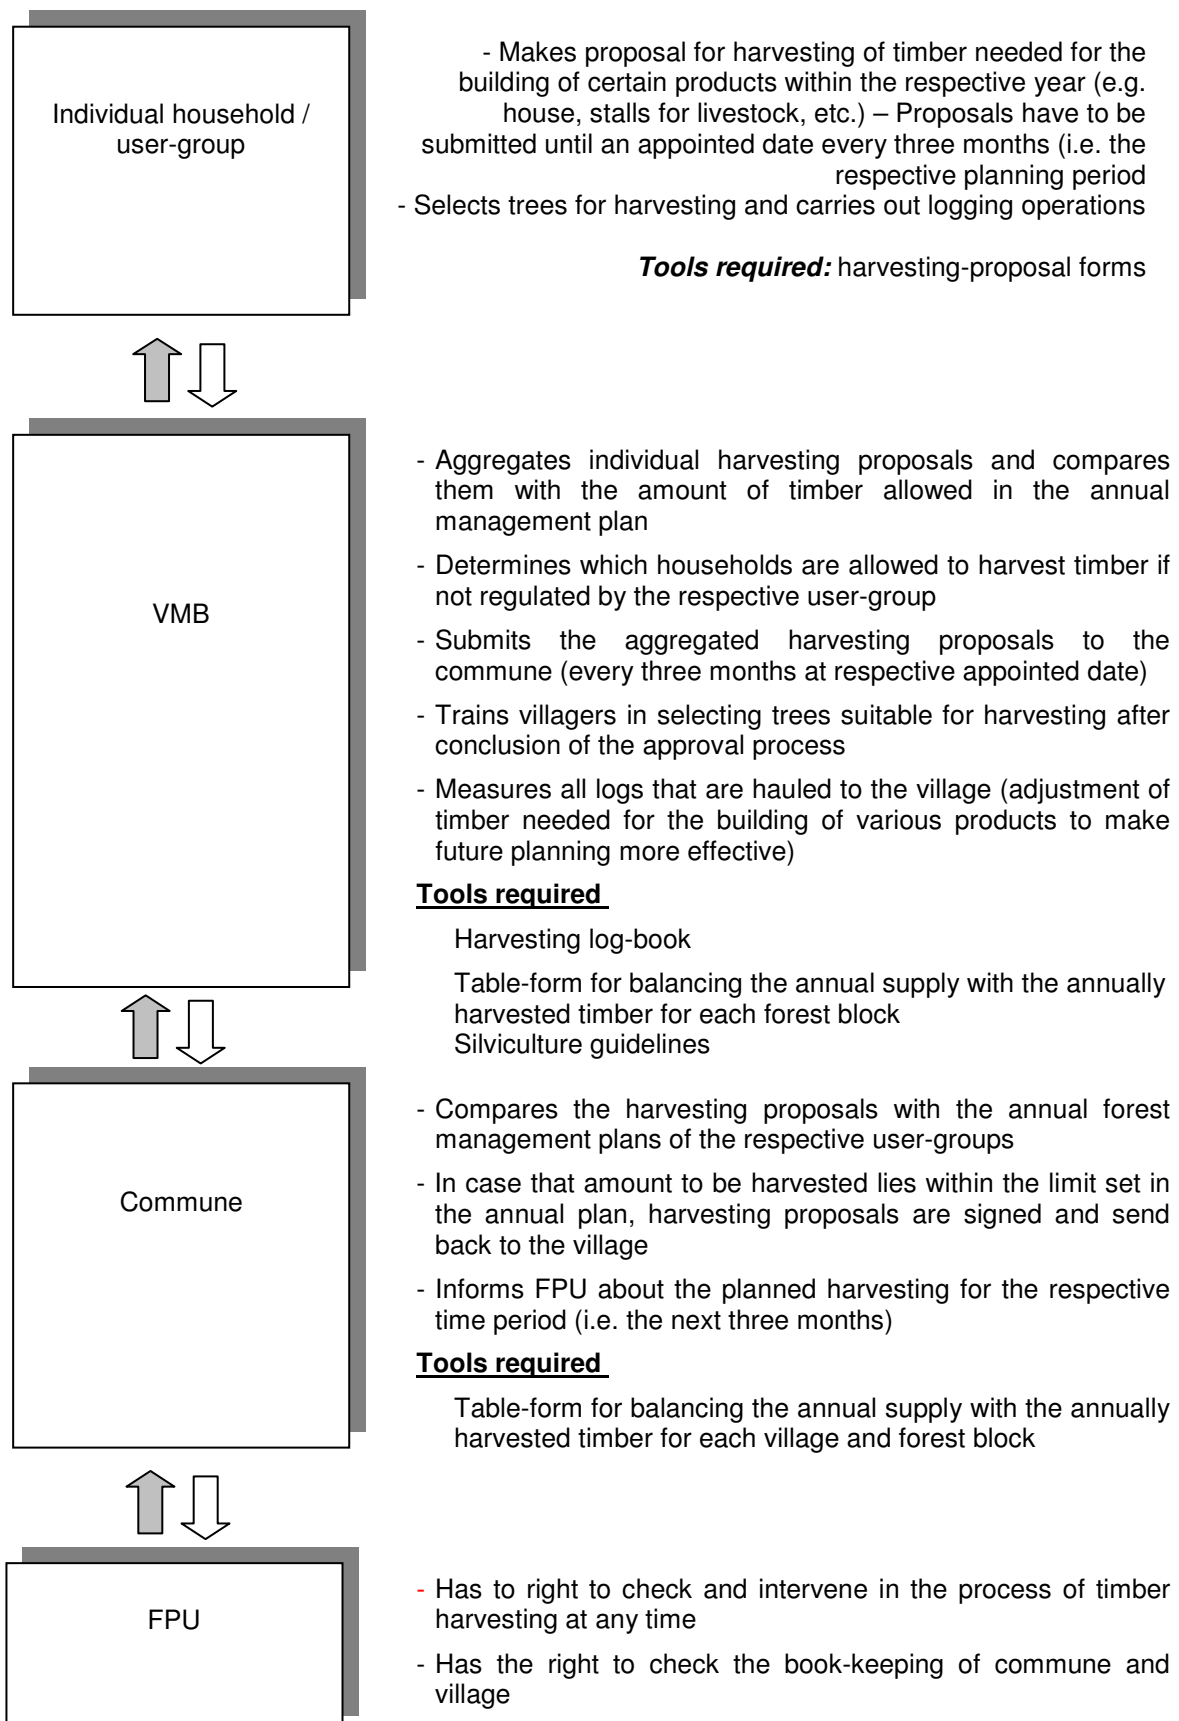 Individual household /
user-group
- Makes proposal for harvesting of timber needed for the
building of certain products within the respective year (e.g.
house, stalls for livestock, etc.) – Proposals have to be
submitted until an appointed date every three months (i.e. the
respective planning period
- Selects trees for harvesting and carries out logging operations
Tools required: harvesting-proposal forms
VMB
- Aggregates individual harvesting proposals and compares
them with the amount of timber allowed in the annual
management plan
- Determines which households are allowed to harvest timber if
not regulated by the respective user-group
- Submits the aggregated harvesting proposals to the
commune (every three months at respective appointed date)
- Trains villagers in selecting trees suitable for harvesting after
conclusion of the approval process
- Measures all logs that are hauled to the village (adjustment of
timber needed for the building of various products to make
future planning more effective)
Tools required
Harvesting log-book
Table-form for balancing the annual supply with the annually
harvested timber for each forest block
Silviculture guidelines
Commune
- Compares the harvesting proposals with the annual forest
management plans of the respective user-groups
- In case that amount to be harvested lies within the limit set in
the annual plan, harvesting proposals are signed and send
back to the village
- Informs FPU about the planned harvesting for the respective
time period (i.e. the next three months)
Tools required
Table-form for balancing the annual supply with the annually
harvested timber for each village and forest block
FPU
- Has to right to check and intervene in the process of timber
harvesting at any time
- Has the right to check the book-keeping of commune and
village